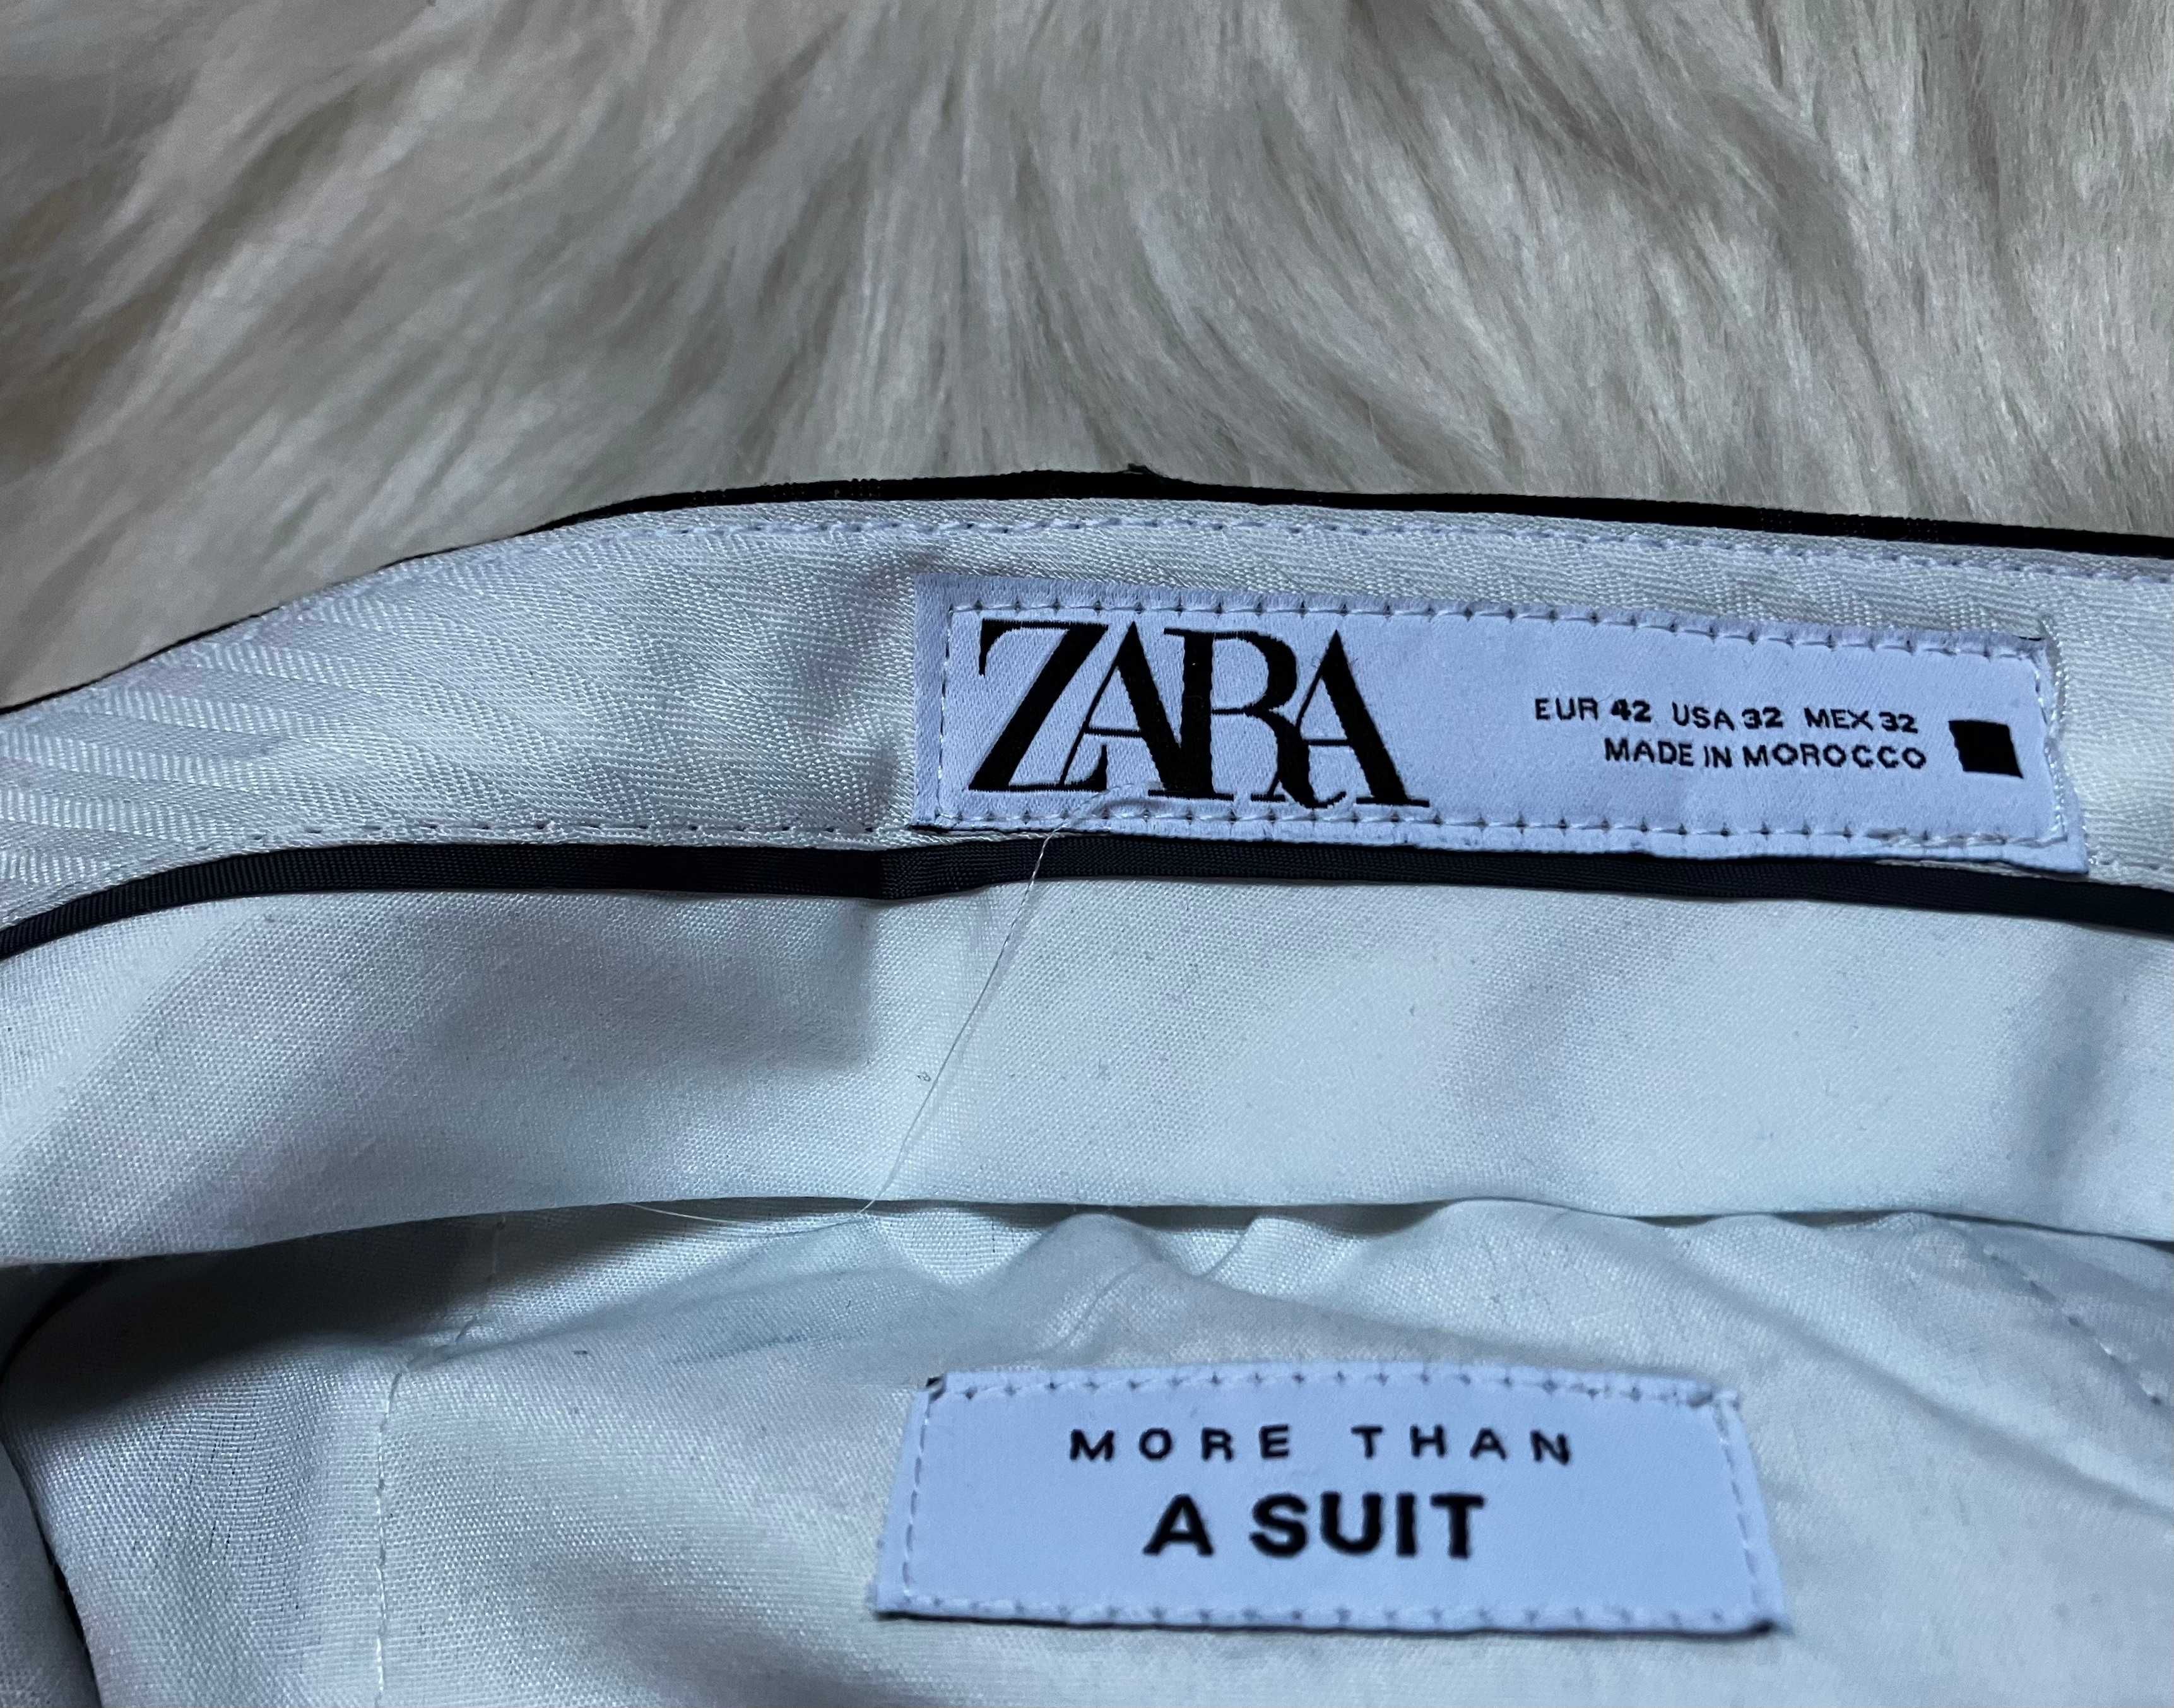 ZARA
EUR 42 USA 32 MEX 32
MADE IN MOROCCO
MORE THAN
A SUIT